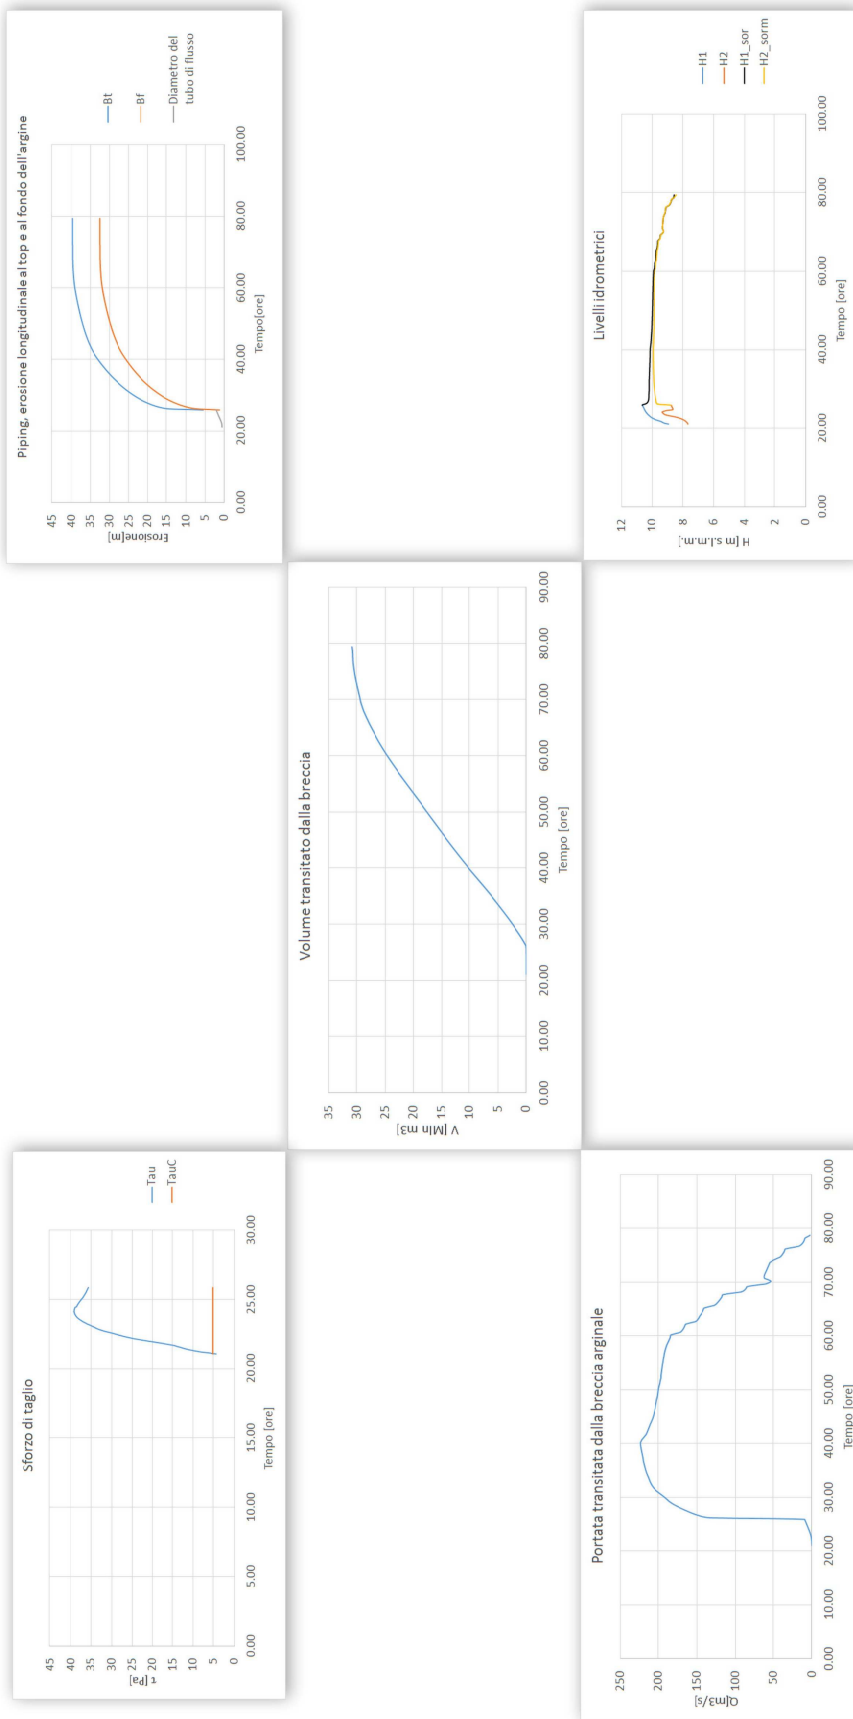 Sforzo di taglio
45
40
35
30
25
20
15
10
5
0
τ [Pa]
0.00 5.00 10.00 15.00 20.00 25.00 30.00
Tempo [ore]
Tau
TauC
Piping, erosione longitudinale al top e al fondo dell'argine
45
40
35
30
25
20
15
10
5
0
Erosione[m]
0.00 20.00 40.00 60.00 80.00 100.00
Tempo[ore]
Bt
Bf
Diametro del
tubo di flusso
Volume transitato dalla breccia
35
30
25
20
15
10
5
0
V [Mln m3]
0.00 10.00 20.00 30.00 40.00 50.00 60.00 70.00 80.00 90.00
Tempo [ore]
Portata transitata dalla breccia arginale
250
200
150
100
50
0
Q[m3/s]
0.00 10.00 20.00 30.00 40.00 50.00 60.00 70.00 80.00 90.00
Tempo [ore]
Livelli idrometrici
12
10
8
6
4
2
0
H [m s.l.m.]
0.00 20.00 40.00 60.00 80.00 100.00
Tempo [ore]
H1
H2
H1_sor
H2_sorm